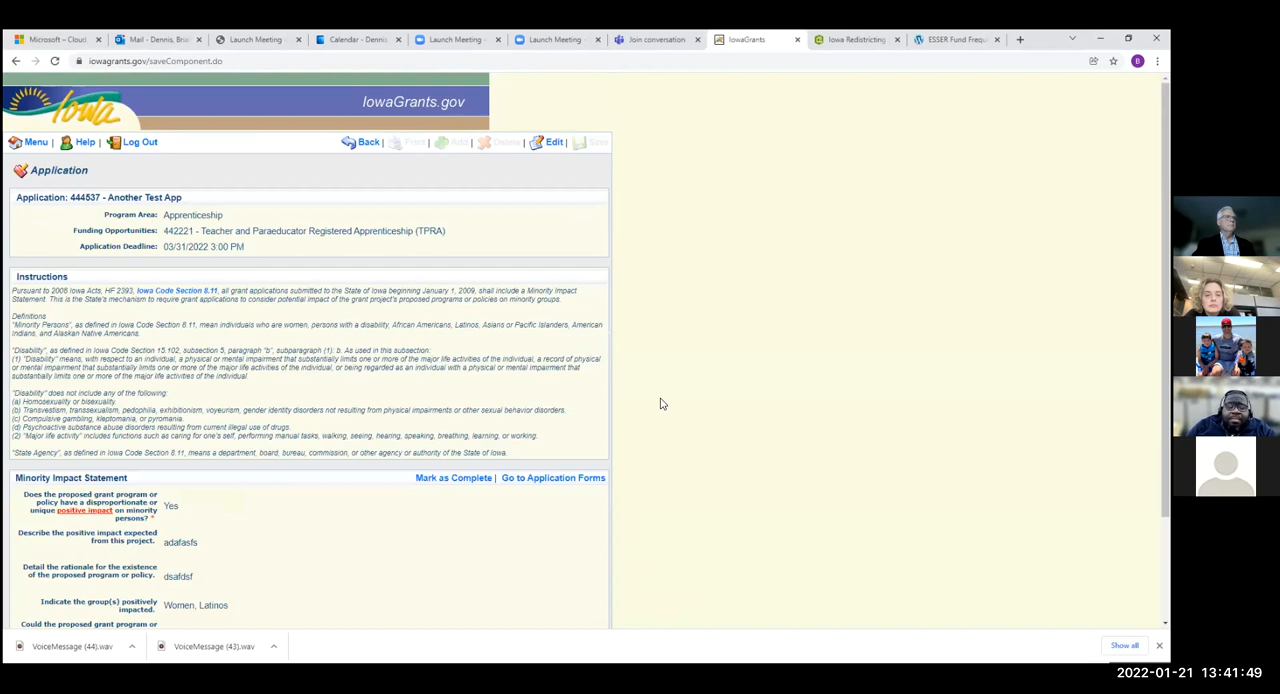 Microsoft – Cloud
Mail - Dennis, Bria
Launch Meeting
Calendar - Dennis
Launch Meeting
Launch Meeting
Join conversation
IowaGrants
Iowa Redistricting
ESSER Fund Frequ
iowagrants.gov/saveComponent.do
B
Iowa
IowaGrants.gov
Menu | Help | Log Out
Back | Print | Add | Delete | Edit | Save
Application
Application: 444537 - Another Test App
Program Area: Apprenticeship
Funding Opportunities: 442221 - Teacher and Paraeducator Registered Apprenticeship (TPRA)
Application Deadline: 03/31/2022 3:00 PM
Instructions
Pursuant to 2008 Iowa Acts, HF 2393, Iowa Code Section 8.11, all grant applications submitted to the State of Iowa beginning January 1, 2009, shall include a Minority Impact
Statement. This is the State's mechanism to require grant applications to consider potential impact of the grant project's proposed programs or policies on minority groups.
Definitions
"Minority Persons", as defined in Iowa Code Section 8.11, mean individuals who are women, persons with a disability, African Americans, Latinos, Asians or Pacific Islanders, American
Indians, and Alaskan Native Americans.
"Disability", as defined in Iowa Code Section 15.102, subsection 5, paragraph "b", subparagraph (1): b. As used in this subsection:
(1) "Disability" means, with respect to an individual, a physical or mental impairment that substantially limits one or more of the major life activities of the individual, a record of physical
or mental impairment that substantially limits one or more of the major life activities of the individual, or being regarded as an individual with a physical or mental impairment that
substantially limits one or more of the major life activities of the individual.
"Disability" does not include any of the following:
(a) Homosexuality or bisexuality.
(b) Transvestism, transsexualism, pedophilia, exhibitionism, voyeurism, gender identity disorders not resulting from physical impairments or other sexual behavior disorders.
(c) Compulsive gambling, kleptomania, or pyromania.
(d) Psychoactive substance abuse disorders resulting from current illegal use of drugs.
(2) "Major life activity" includes functions such as caring for one's self, performing manual tasks, walking, seeing, hearing, speaking, breathing, learning, or working.
"State Agency", as defined in Iowa Code Section 8.11, means a department, board, bureau, commission, or other agency or authority of the State of Iowa.
Minority Impact Statement
Mark as Complete | Go to Application Forms
Does the proposed grant program or
policy have a disproportionate or
unique positive impact on minority
persons? *
Yes
Describe the positive impact expected
from this project.
adafasfs
Detail the rationale for the existence
of the proposed program or policy.
dsafdsf
Indicate the group(s) positively
impacted.
Women, Latinos
Could the proposed grant program or
VoiceMessage (44).wav
VoiceMessage (43).wav
Show all
2022-01-21 13:41:49